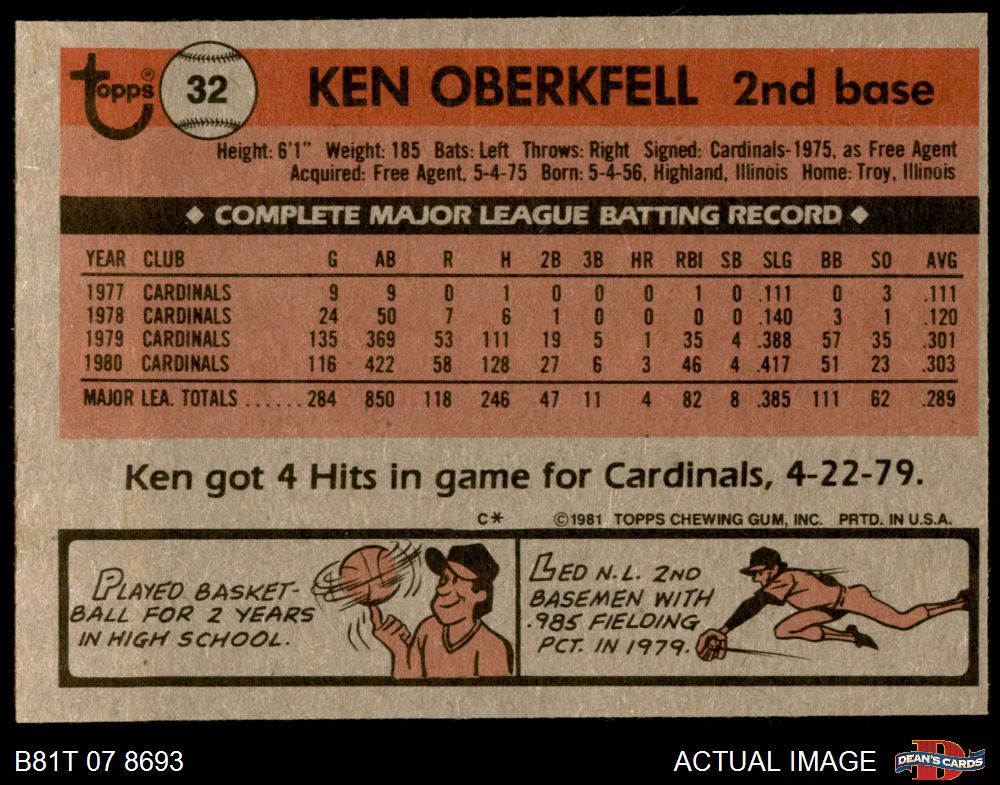 Topps® 32 KEN OBERKFELL 2nd base
Height: 6'1" Weight: 185 Bats: Left Throws: Right Signed: Cardinals-1975, as Free Agent
Acquired: Free Agent, 5-4-75 Born: 5-4-56, Highland, Illinois Home: Troy, Illinois
◆ COMPLETE MAJOR LEAGUE BATTING RECORD ◆
YEAR CLUB G AB R H 2B 3B HR RBI SB SLG BB SO AVG
1977 CARDINALS 9 9 0 1 0 0 0 1 0 .111 0 3 .111
1978 CARDINALS 24 50 7 6 1 0 0 0 0 .140 3 1 .120
1979 CARDINALS 135 369 53 111 19 5 1 35 4 .388 57 35 .301
1980 CARDINALS 116 422 58 128 27 6 3 46 4 .417 51 23 .303
MAJOR LEA. TOTALS ...... 284 850 118 246 47 11 4 82 8 .385 111 62 .289
Ken got 4 Hits in game for Cardinals, 4-22-79.
C* ©1981 TOPPS CHEWING GUM, INC. PRTD. IN U.S.A.
PLAYED BASKET-
BALL FOR 2 YEARS
IN HIGH SCHOOL.
LED N.L. 2ND
BASEMEN WITH
.985 FIELDING
PCT. IN 1979.
B81T 07 8693 ACTUAL IMAGE D DEAN'S CARDS